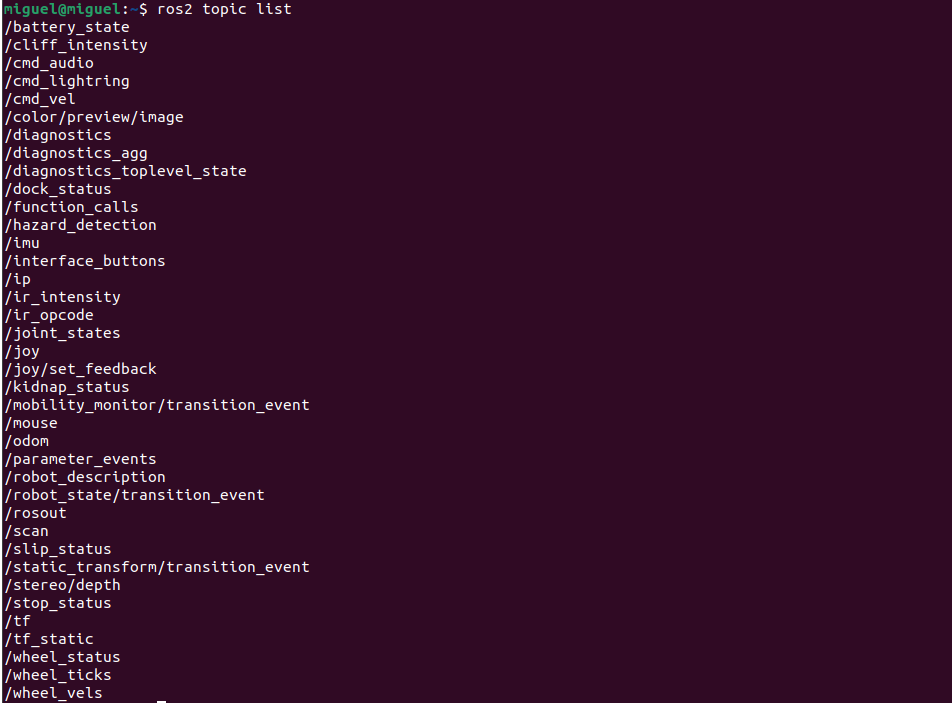 miguel@miguel:~$ ros2 topic list
/battery_state
/cliff_intensity
/cmd_audio
/cmd_lightring
/cmd_vel
/color/preview/image
/diagnostics
/diagnostics_agg
/diagnostics_toplevel_state
/dock_status
/function_calls
/hazard_detection
/imu
/interface_buttons
/ip
/ir_intensity
/ir_opcode
/joint_states
/joy
/joy/set_feedback
/kidnap_status
/mobility_monitor/transition_event
/mouse
/odom
/parameter_events
/robot_description
/robot_state/transition_event
/rosout
/scan
/slip_status
/static_transform/transition_event
/stereo/depth
/stop_status
/tf
/tf_static
/wheel_status
/wheel_ticks
/wheel_vels